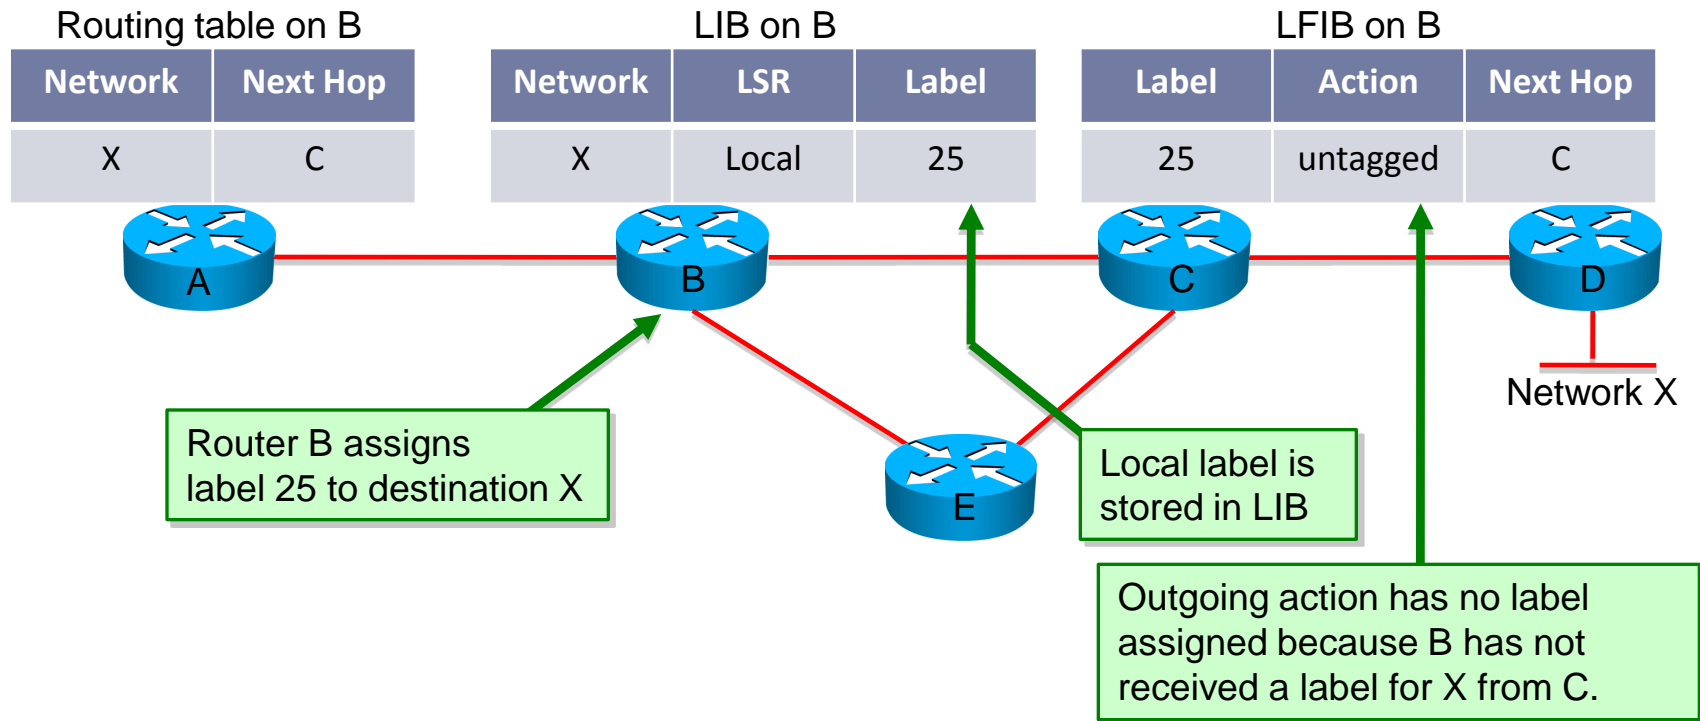 Routing table on B
LIB on B
LFIB on B
Network Next Hop
X C
Network LSR Label
X Local 25
Label Action Next Hop
25 untagged C
A
B
C
D
Network X
E
Router B assigns
label 25 to destination X
Local label is
stored in LIB
Outgoing action has no label
assigned because B has not
received a label for X from C.